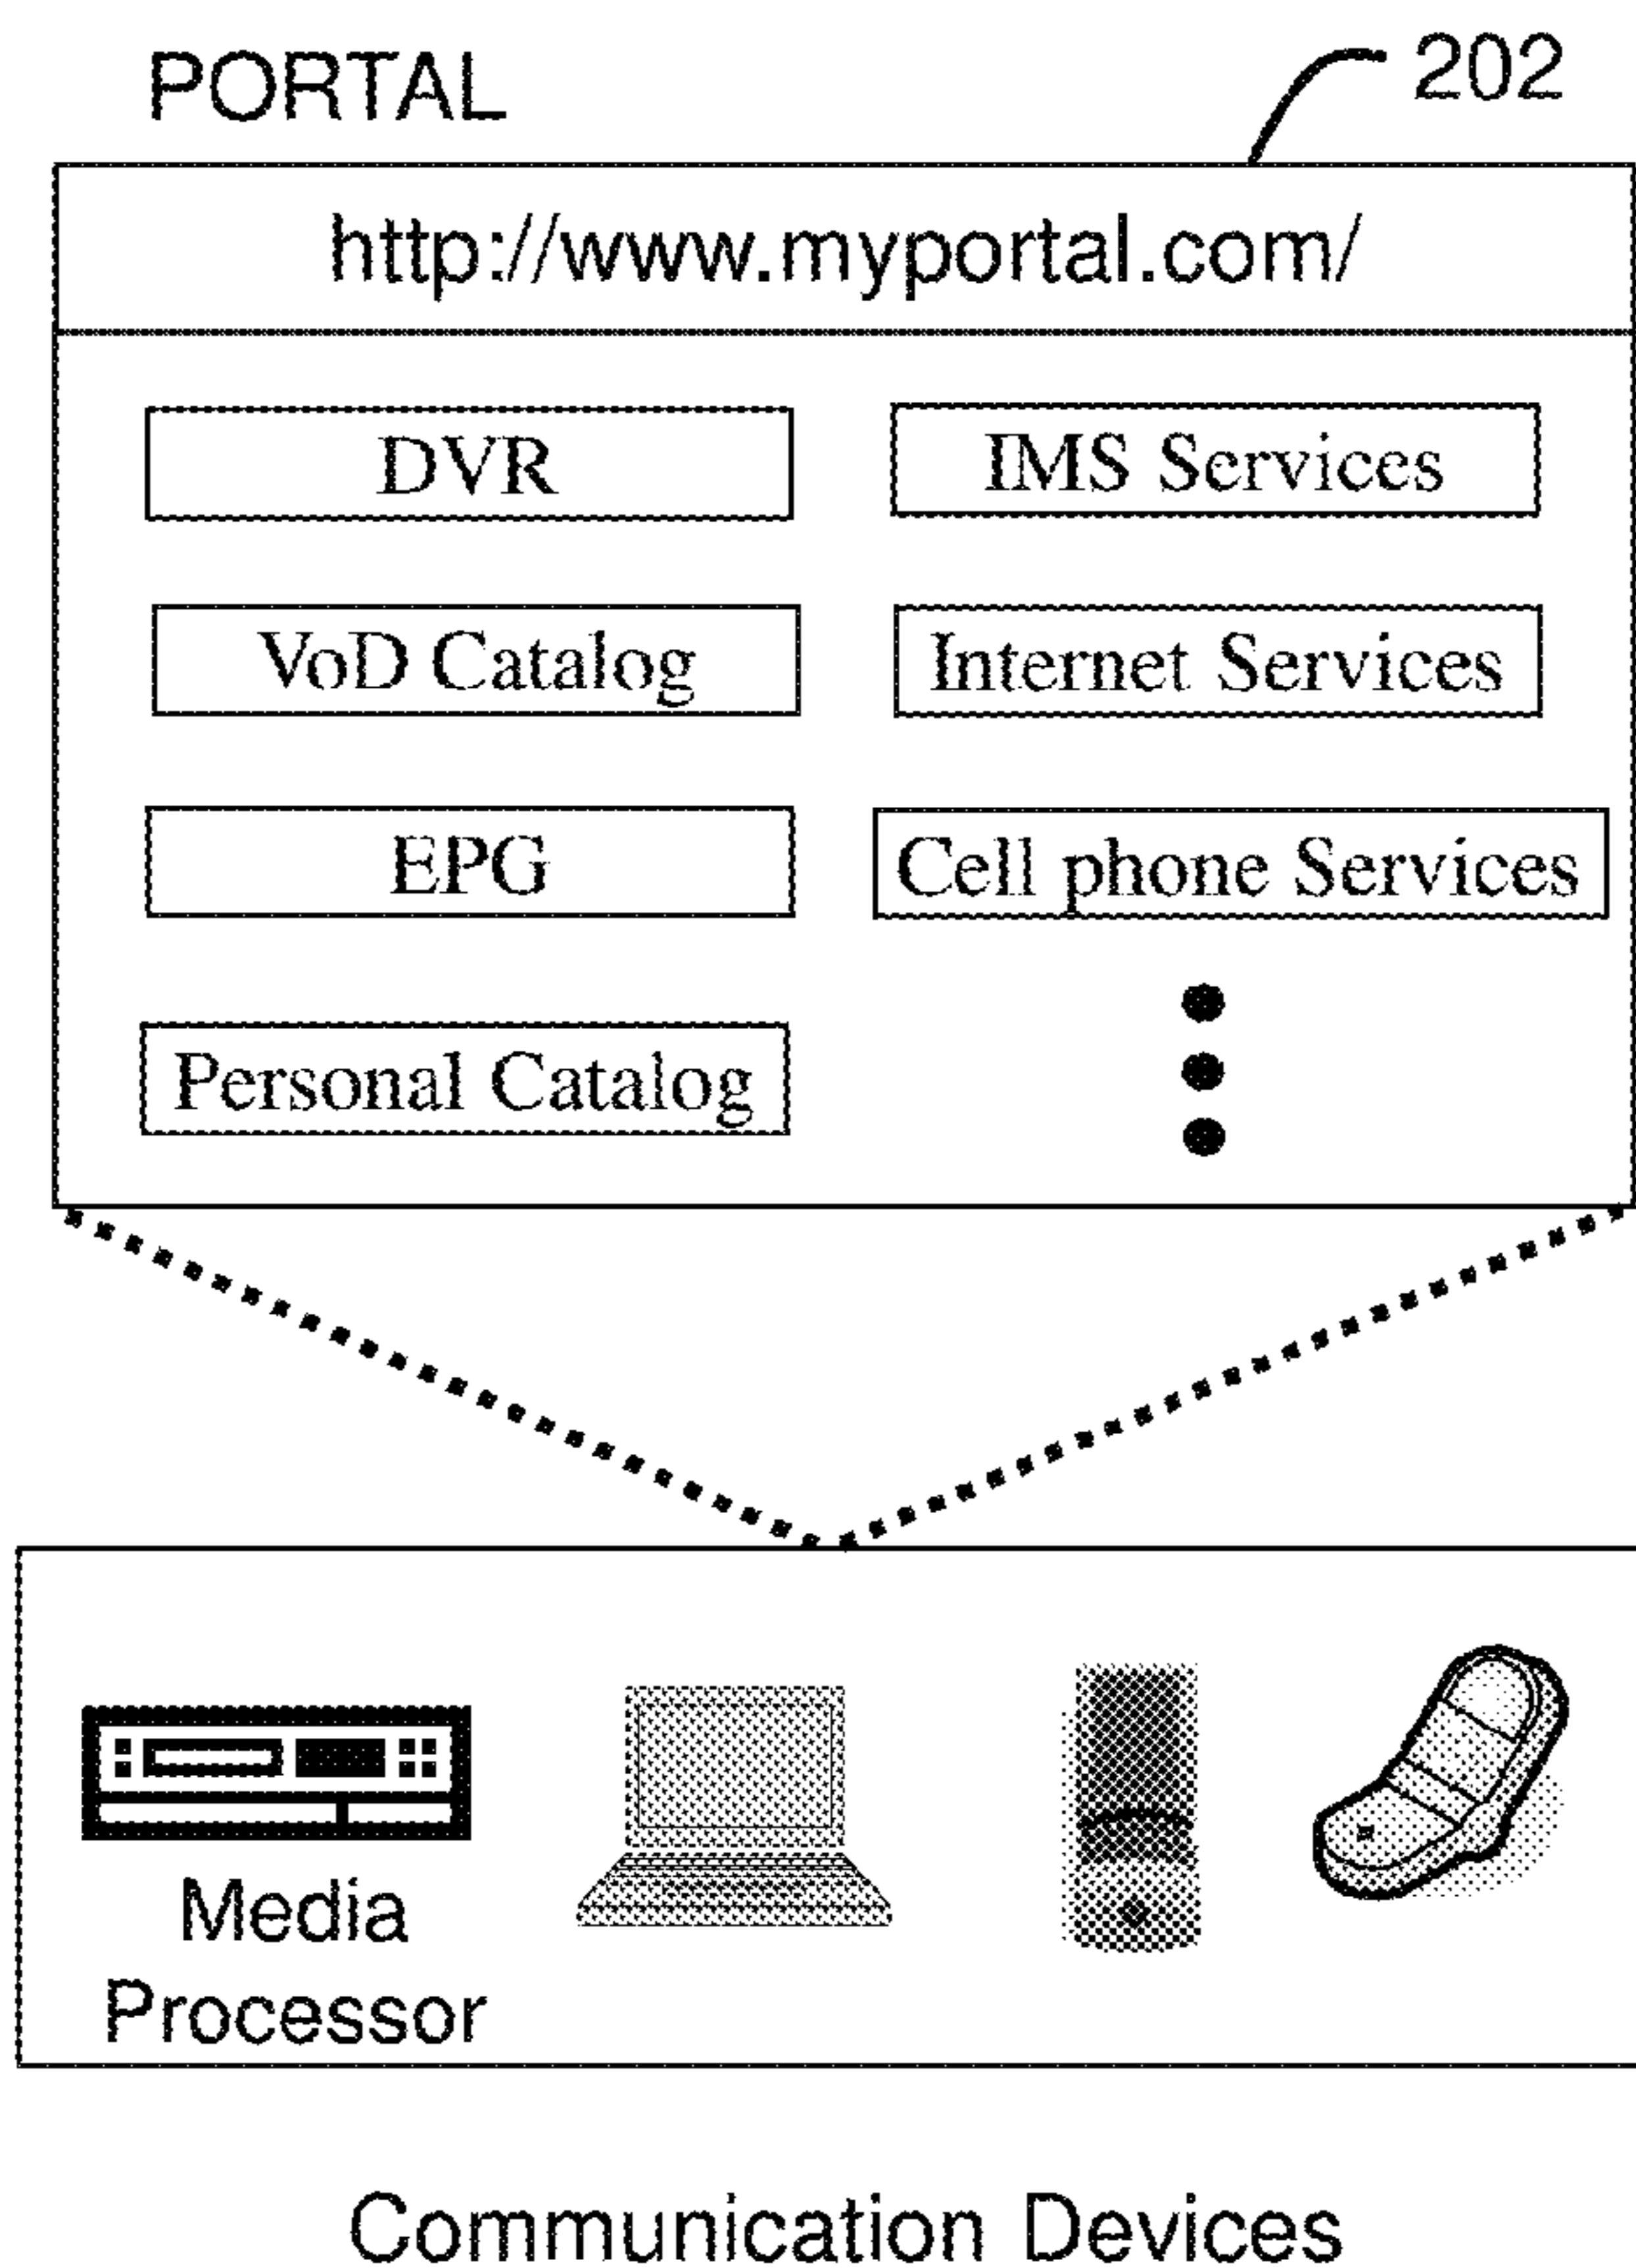 PORTAL
202
http://www.myportal.com/
DVR
IMS Services
VoD Catalog
Internet Services
EPG
Cell phone Services
Personal Catalog
Media
Processor
Communication Devices